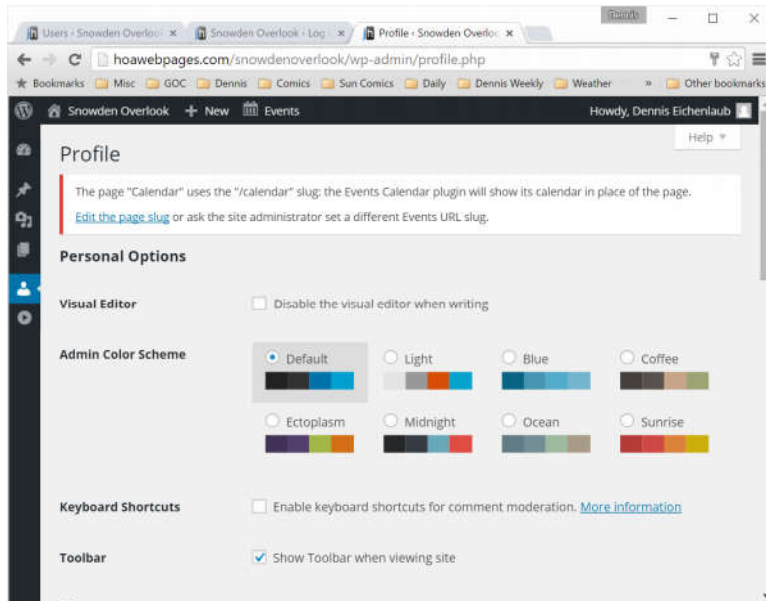 Dennis
Users ‹ Snowden Overlook
Snowden Overlook › Log I
Profile ‹ Snowden Overloo
hoawebpages.com/snowdenoverlook/wp-admin/profile.php
Bookmarks Misc GOC Dennis Comics Sun Comics Daily Dennis Weekly Weather » Other bookmarks
Snowden Overlook + New Events Howdy, Dennis Eichenlaub
Help
Profile
The page "Calendar" uses the "/calendar" slug: the Events Calendar plugin will show its calendar in place of the page.
Edit the page slug or ask the site administrator set a different Events URL slug.
Personal Options
Visual Editor Disable the visual editor when writing
Admin Color Scheme
Default Light Blue Coffee
Ectoplasm Midnight Ocean Sunrise
Keyboard Shortcuts Enable keyboard shortcuts for comment moderation. More information
Toolbar Show Toolbar when viewing site